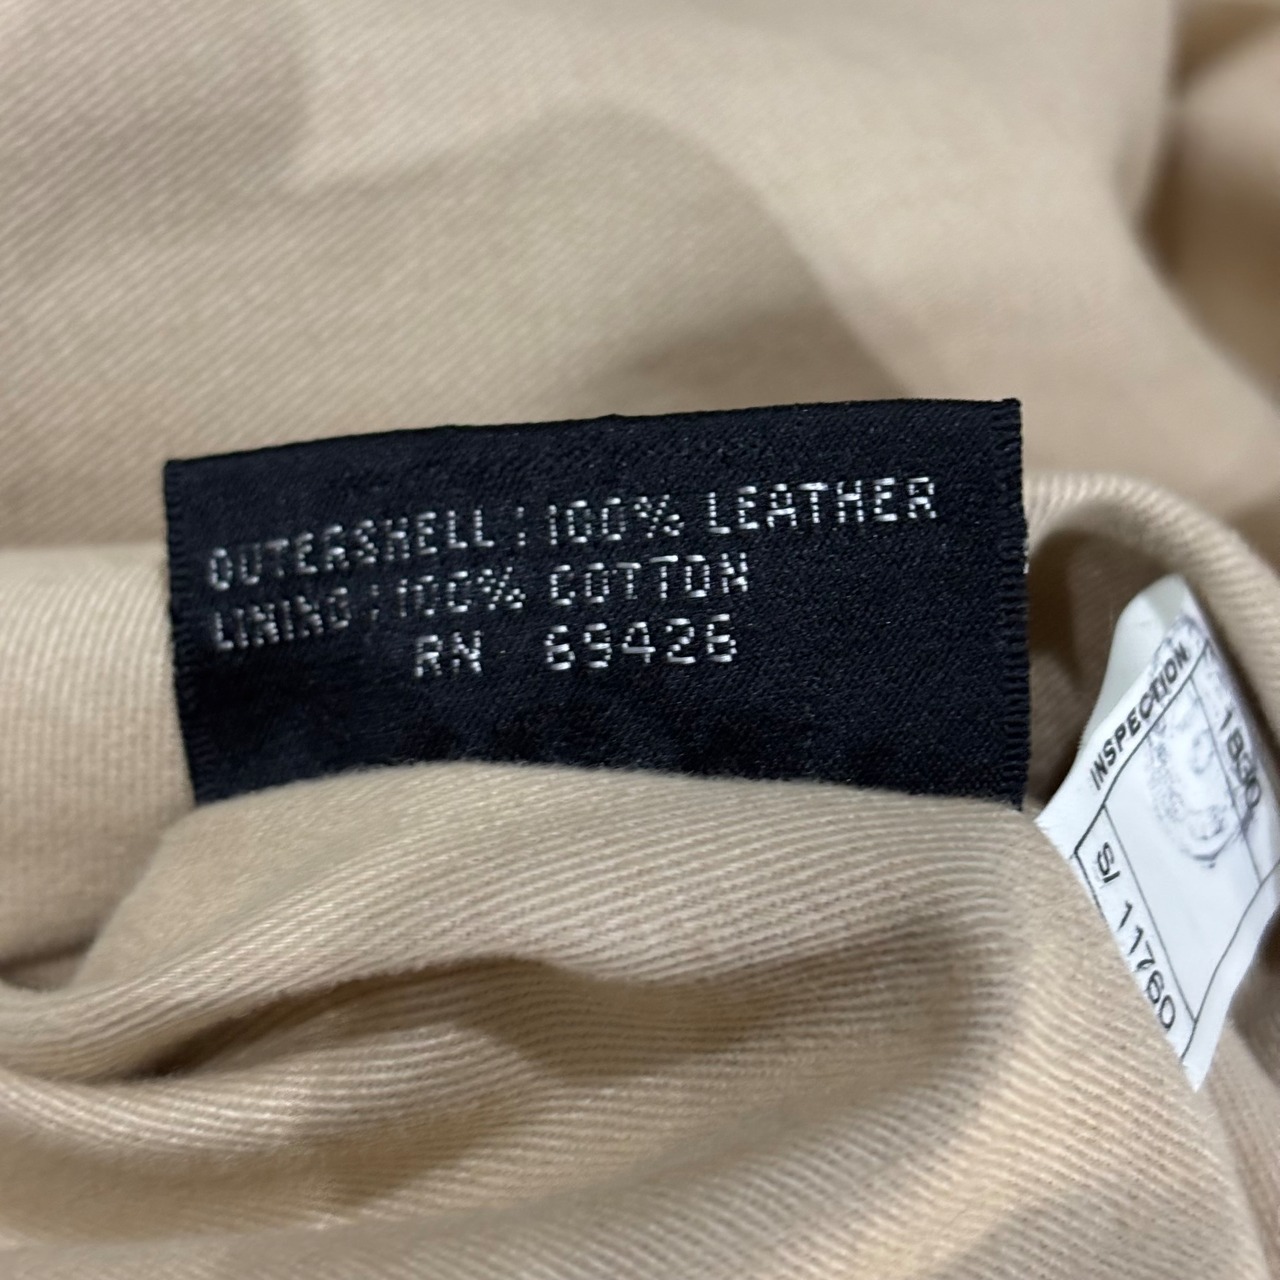 OUTERSHELL: 100% LEATHER
LINING: 100% COTTON
RN 69426
INSPECTION
S/ 11760